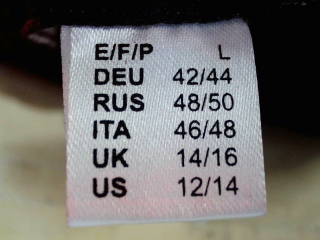 E/F/P L
DEU 42/44
RUS 48/50
ITA 46/48
UK 14/16
US 12/14